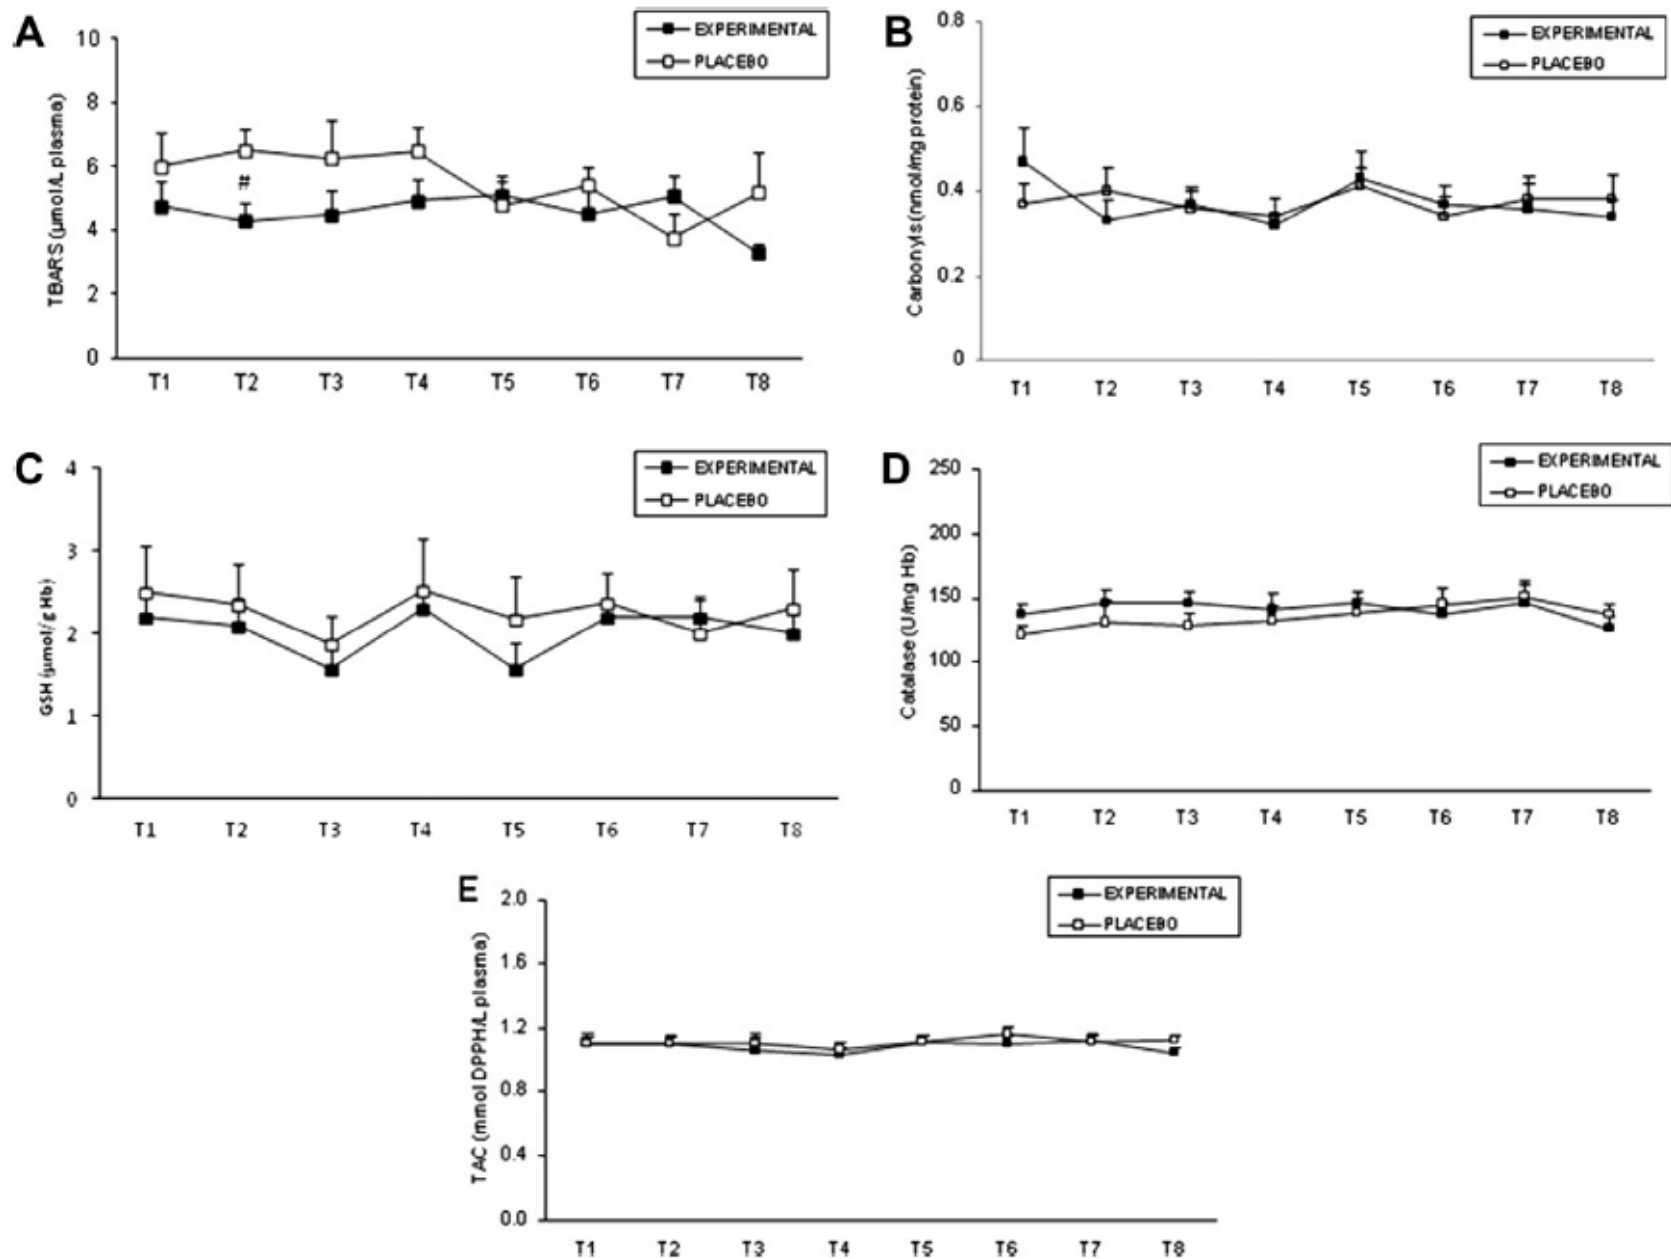 A
EXPERIMENTAL
PLACEBO
TBARS (µmol/L plasma)
10
8
6
4
2
0
#
T1 T2 T3 T4 T5 T6 T7 T8
B
EXPERIMENTAL
PLACEBO
Carbonyls (nmol/mg protein)
0.8
0.6
0.4
0.2
0
T1 T2 T3 T4 T5 T6 T7 T8
C
EXPERIMENTAL
PLACEBO
GSH (µmol/g Hb)
4
3
2
1
0
T1 T2 T3 T4 T5 T6 T7 T8
D
EXPERIMENTAL
PLACEBO
Catalase (U/mg Hb)
250
200
150
100
50
0
T1 T2 T3 T4 T5 T6 T7 T8
E
EXPERIMENTAL
PLACEBO
TAC (mmol DPPH/L plasma)
2.0
1.6
1.2
0.8
0.4
0.0
T1 T2 T3 T4 T5 T6 T7 T8